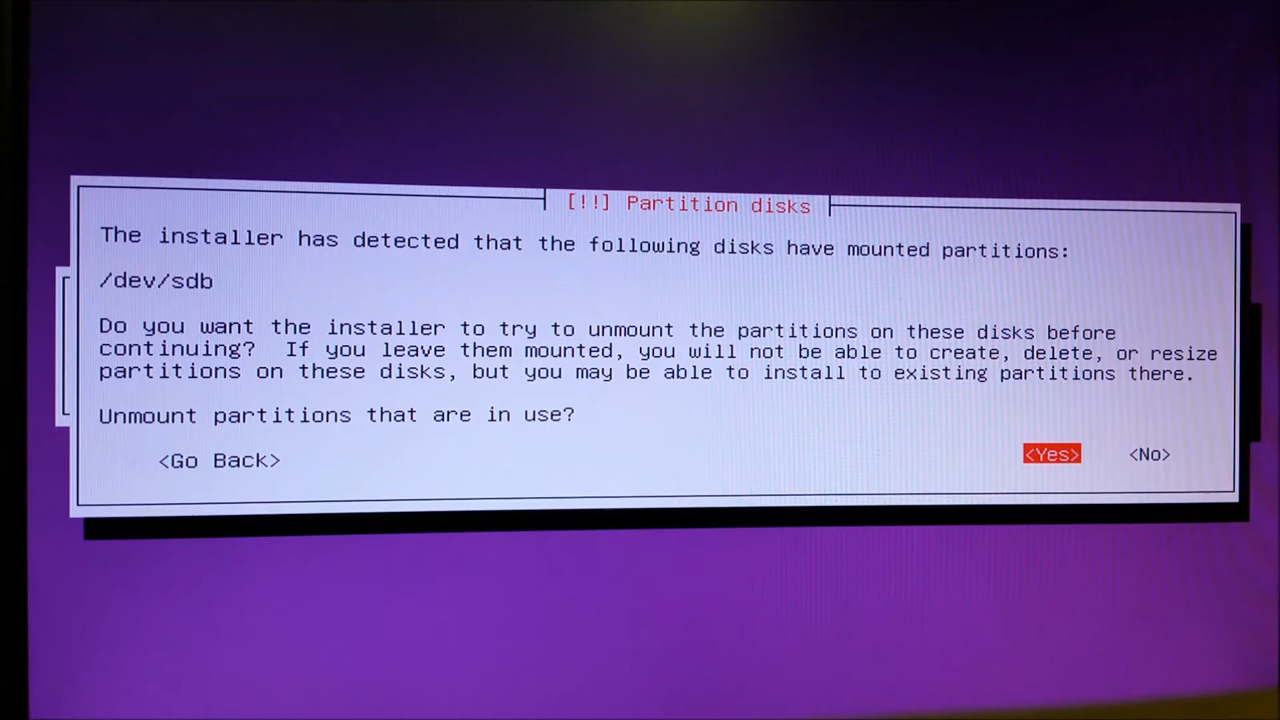 [!!] Partition disks
The installer has detected that the following disks have mounted partitions:
/dev/sdb
Do you want the installer to try to unmount the partitions on these disks before
continuing?  If you leave them mounted, you will not be able to create, delete, or resize
partitions on these disks, but you may be able to install to existing partitions there.
Unmount partitions that are in use?
<Go Back> <Yes> <No>